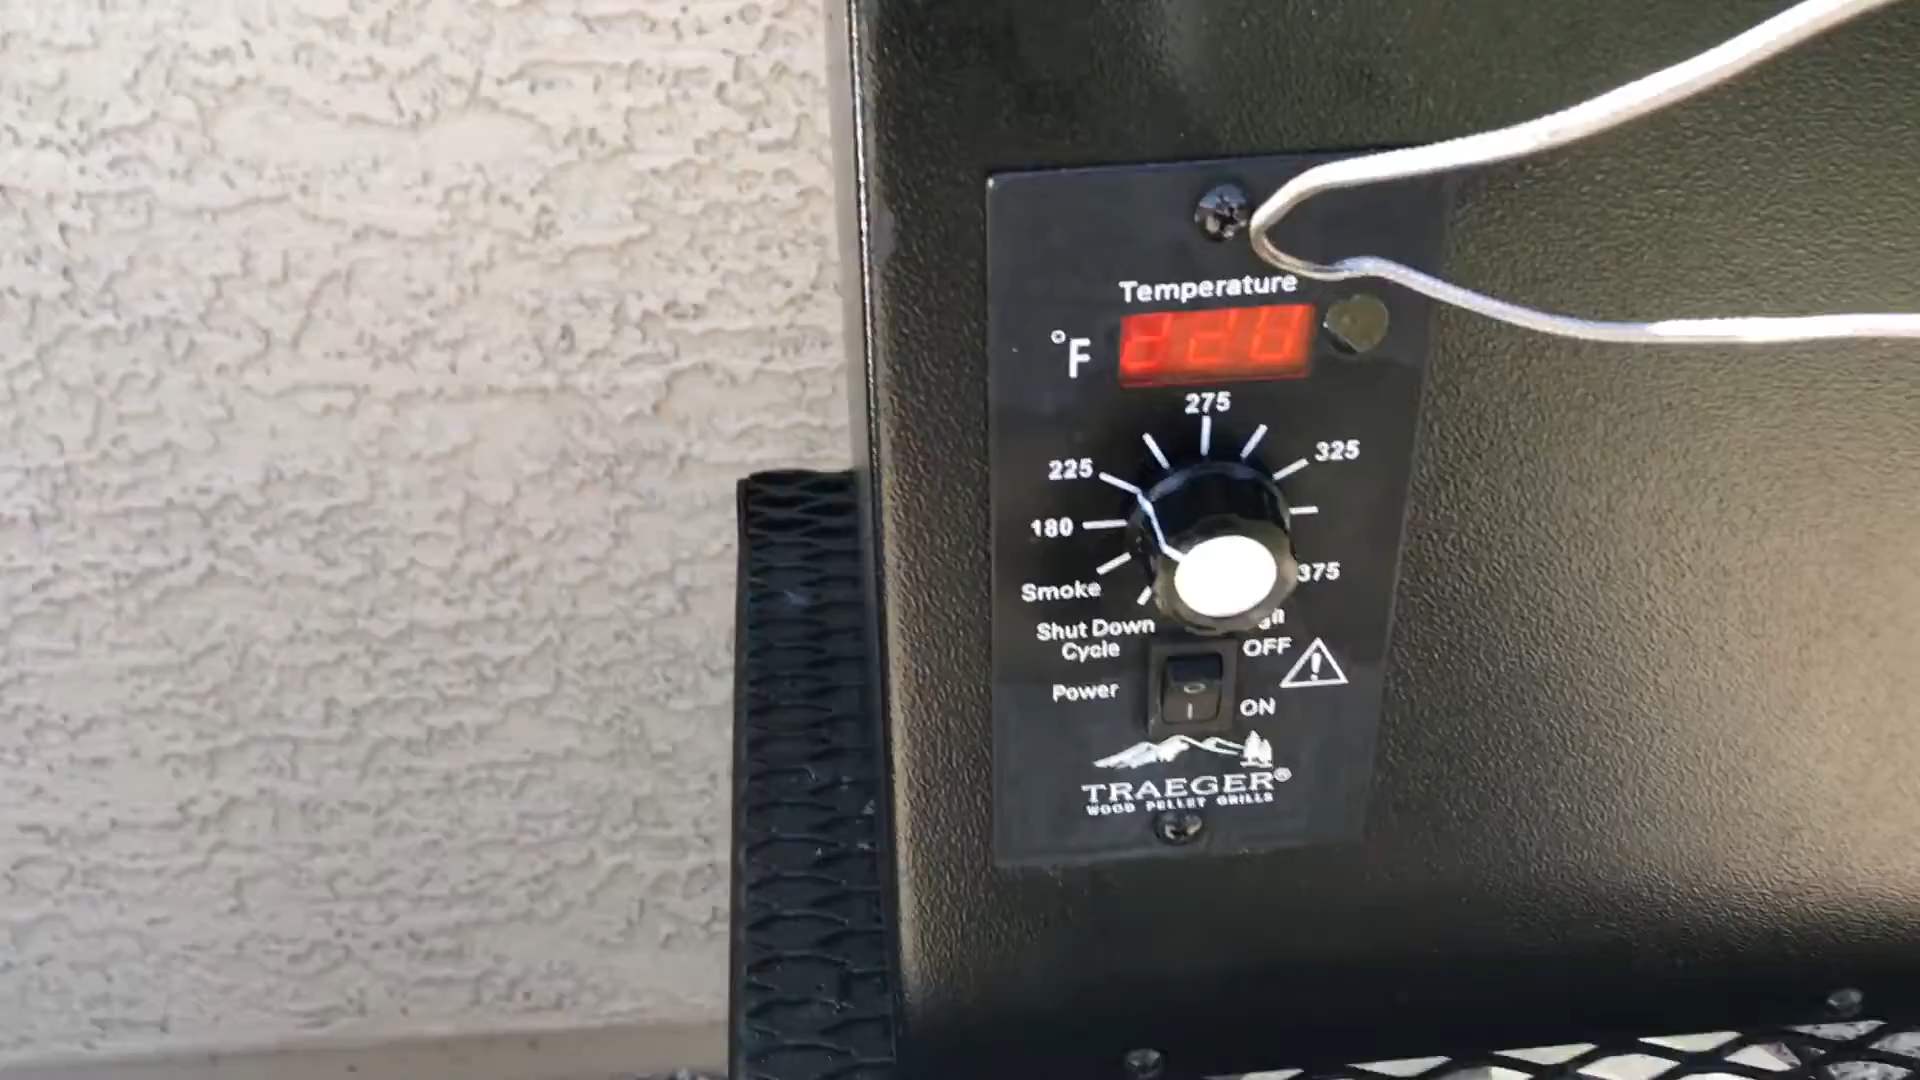 Temperature
°F
275
225
325
180
375
Smoke
Shut Down
Cycle
OFF
Power
ON
TRAEGER®
WOOD PELLET GRILLS